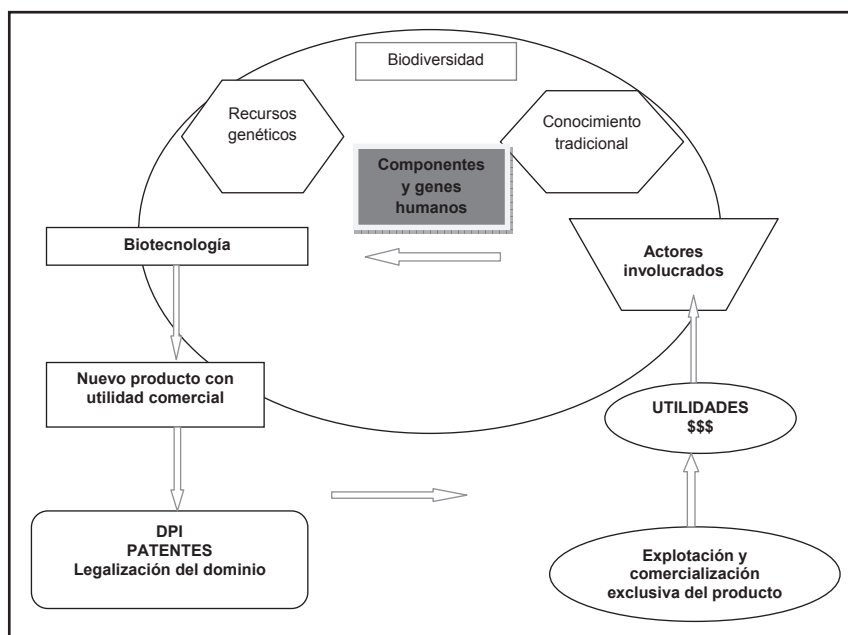 Biodiversidad
Recursos
genéticos
Conocimiento
tradicional
Componentes
y genes
humanos
Biotecnología
Actores
involucrados
Nuevo producto con
utilidad comercial
UTILIDADES
$$$
DPI
PATENTES
Legalización del dominio
Explotación y
comercialización
exclusiva del producto